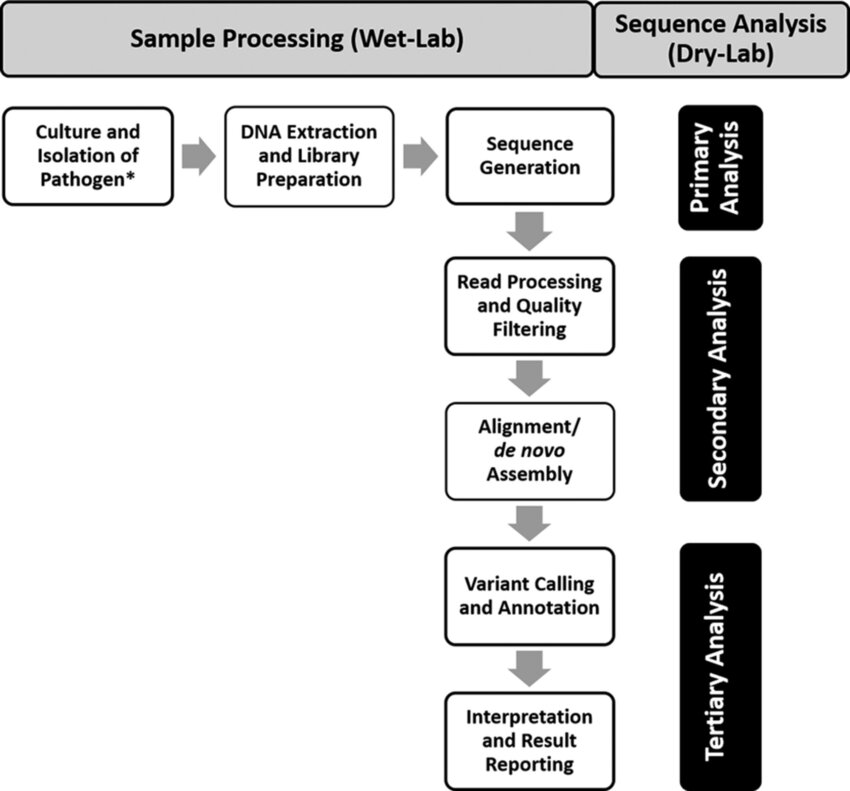 Sample Processing (Wet-Lab)
Sequence Analysis
(Dry-Lab)
Culture and
Isolation of
Pathogen*
DNA Extraction
and Library
Preparation
Sequence
Generation
Primary
Analysis
Read Processing
and Quality
Filtering
Alignment/
de novo
Assembly
Secondary Analysis
Variant Calling
and Annotation
Interpretation
and Result
Reporting
Tertiary Analysis